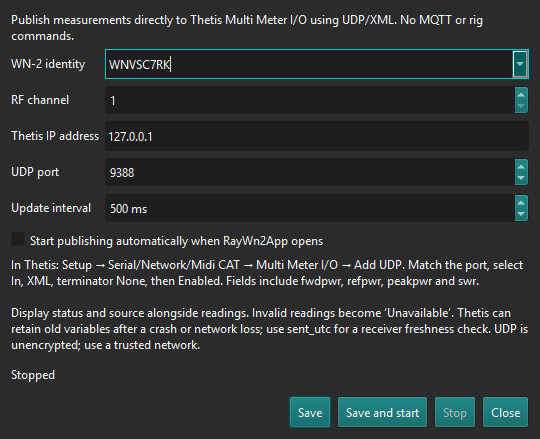 Publish measurements directly to Thetis Multi Meter I/O using UDP/XML. No MQTT or rig
commands.
WN-2 identity WNVSC7RK
RF channel 1
Thetis IP address 127.0.0.1
UDP port 9388
Update interval 500 ms
Start publishing automatically when RayWn2App opens
In Thetis: Setup → Serial/Network/Midi CAT → Multi Meter I/O → Add UDP. Match the port, select
In, XML, terminator None, then Enabled. Fields include fwdpwr, refpwr, peakpwr and swr.
Display status and source alongside readings. Invalid readings become ‘Unavailable’. Thetis can
retain old variables after a crash or network loss; use sent_utc for a receiver freshness check. UDP is
unencrypted; use a trusted network.
Stopped
Save Save and start Stop Close